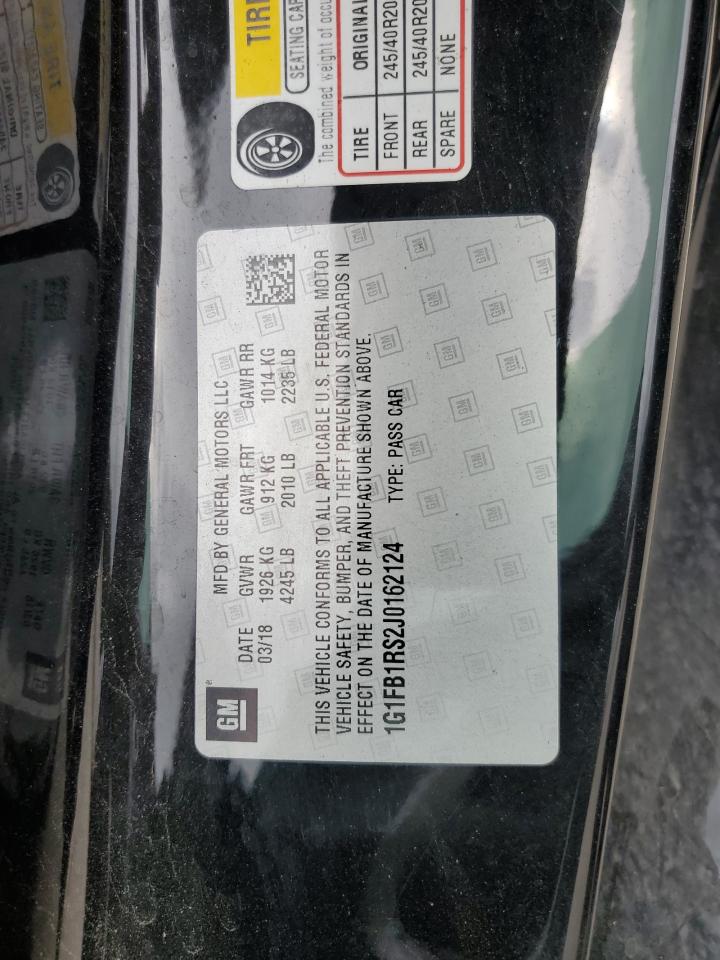 TIRE
SEATING CAP
The combined weight of occu
TIRE ORIGINAL
FRONT 245/40R20
REAR 245/40R20
SPARE NONE
GM
MFD BY GENERAL MOTORS LLC
DATE GVWR GAWR FRT GAWR RR
03/18 1926 KG 912 KG 1014 KG
4245 LB 2010 LB 2235 LB
THIS VEHICLE CONFORMS TO ALL APPLICABLE U.S. FEDERAL MOTOR
VEHICLE SAFETY, BUMPER, AND THEFT PREVENTION STANDARDS IN
EFFECT ON THE DATE OF MANUFACTURE SHOWN ABOVE.
1G1FB1RS2J0162124 TYPE: PASS CAR